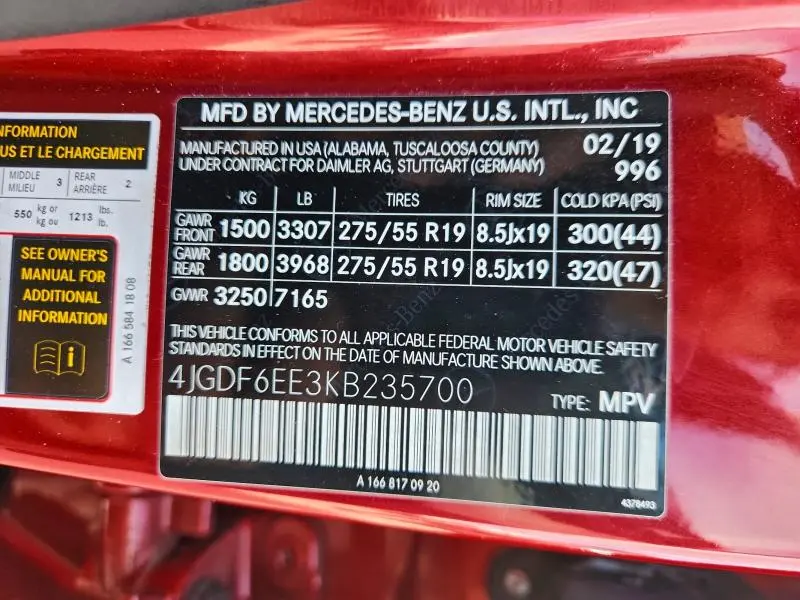 NFORMATION
US ET LE CHARGEMENT
MIDDLE
MILIEU 3
REAR
ARRIÈRE 2
550 kg or
kg ou 1213 lbs.
lb.
SEE OWNER'S
MANUAL FOR
ADDITIONAL
INFORMATION
A 166 584 18 08
MFD BY MERCEDES-BENZ U.S. INTL., INC
MANUFACTURED IN USA (ALABAMA, TUSCALOOSA COUNTY) 02/19
UNDER CONTRACT FOR DAIMLER AG, STUTTGART (GERMANY) 996
KG LB TIRES RIM SIZE COLD KPA(PSI)
GAWR
FRONT 1500 3307 275/55 R19 8.5Jx19 300(44)
GAWR
REAR 1800 3968 275/55 R19 8.5Jx19 320(47)
GVWR 3250 7165
THIS VEHICLE CONFORMS TO ALL APPLICABLE FEDERAL MOTOR VEHICLE SAFETY
STANDARDS IN EFFECT ON THE DATE OF MANUFACTURE SHOWN ABOVE.
4JGDF6EE3KB235700
TYPE: MPV
A 166 817 09 20
4378493